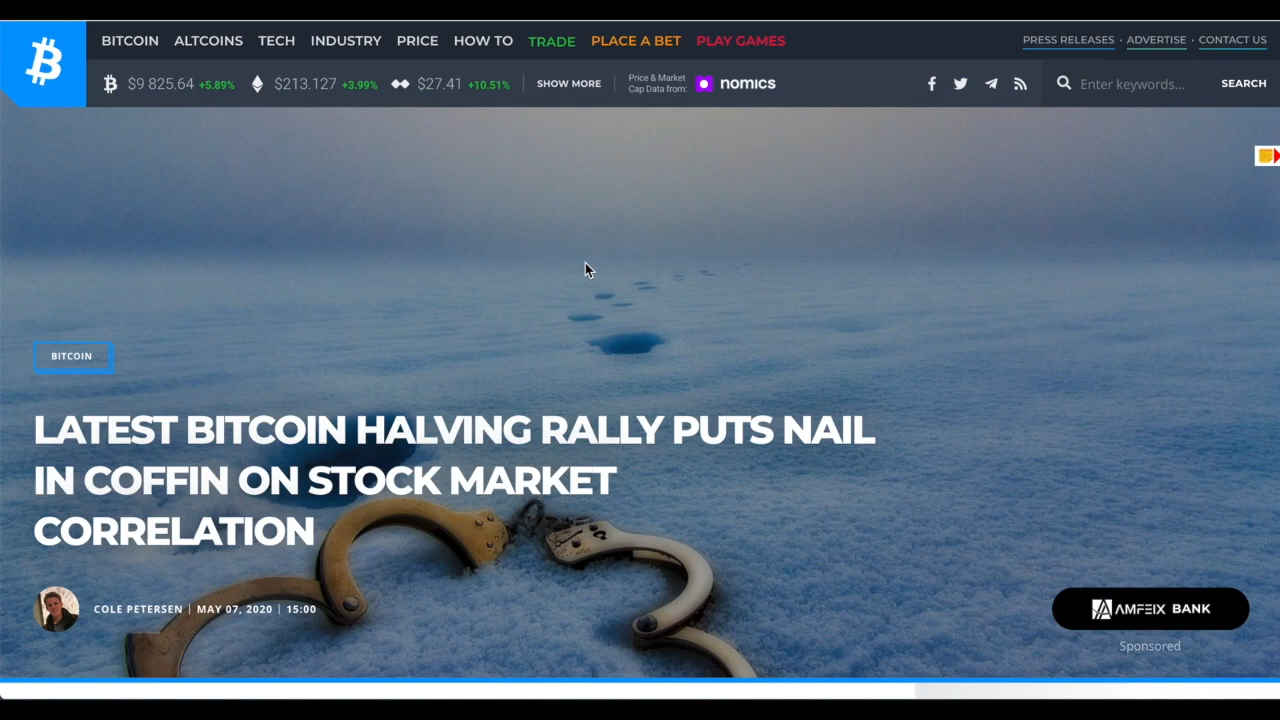 BITCOIN ALTCOINS TECH INDUSTRY PRICE HOW TO TRADE PLACE A BET PLAY GAMES
PRESS RELEASES · ADVERTISE · CONTACT US
$9 825.64 +5.89% $213.127 +3.99% $27.41 +10.51% SHOW MORE
Price & Market
Cap Data from:
nomics
Enter keywords... SEARCH
BITCOIN
LATEST BITCOIN HALVING RALLY PUTS NAIL
IN COFFIN ON STOCK MARKET
CORRELATION
COLE PETERSEN | MAY 07, 2020 | 15:00
AMFEIX BANK
Sponsored